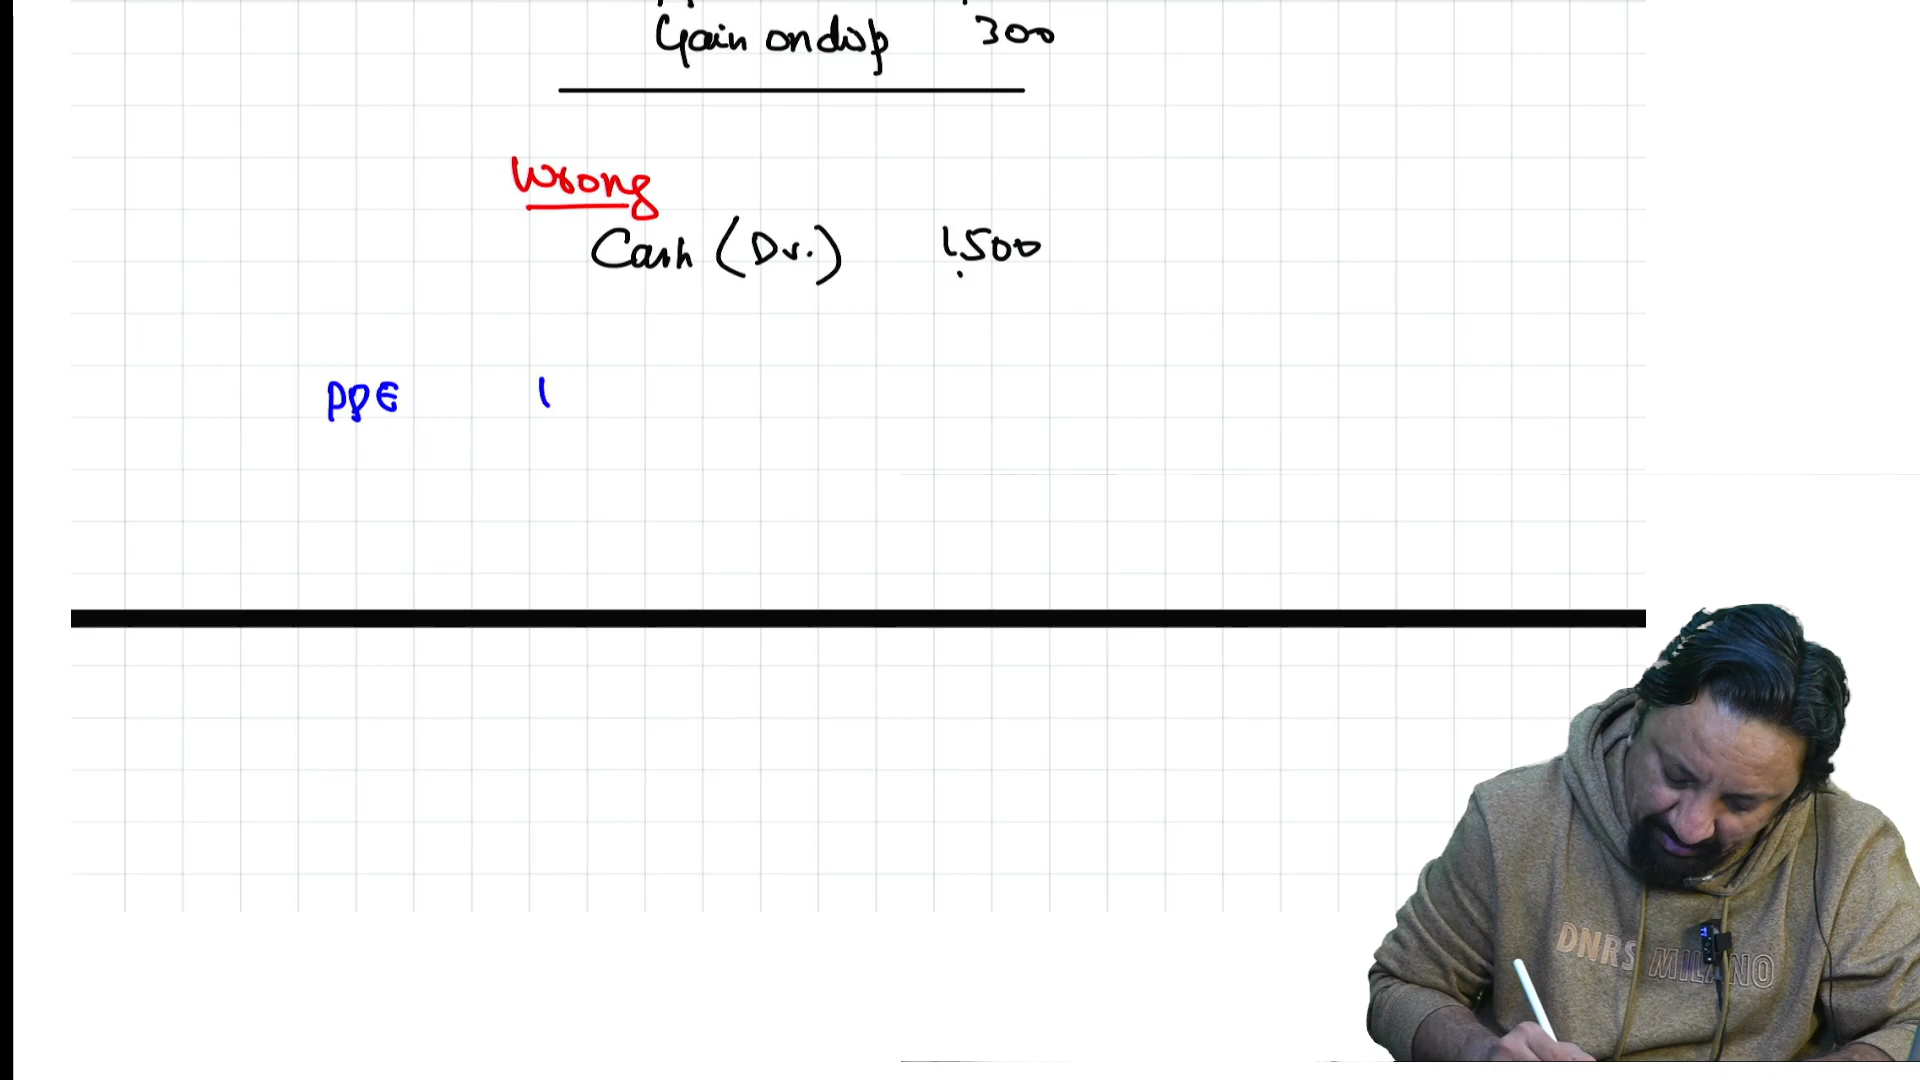 Gain on disp 300
Wrong
Cash (Dr.) 1,500
PPE 1
DNRS MILANO